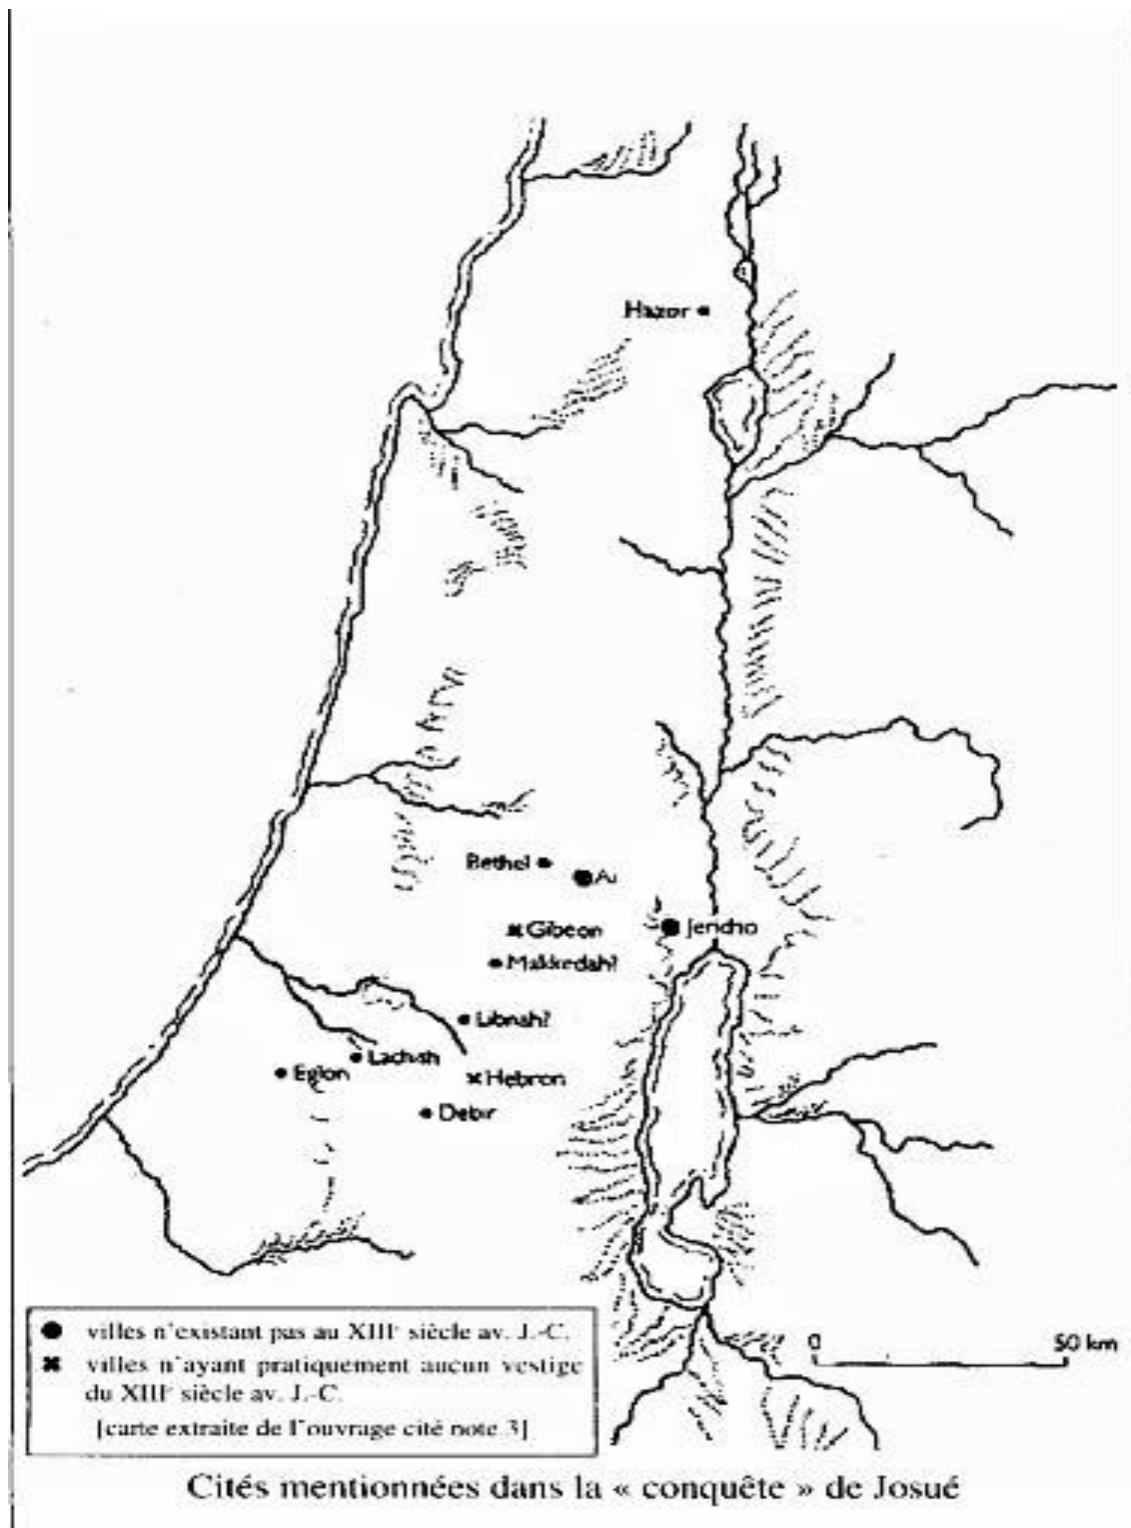 Hazor
Bethel
Ai
Gibeon
Jericho
Makkedah?
Libnah?
Lachish
Eglon
Hebron
Debir
villes n'existant pas au XIIIᵉ siècle av. J.-C.
villes n'ayant pratiquement aucun vestige
du XIIIᵉ siècle av. J.-C.
[carte extraite de l'ouvrage cité note 3]
0 50 km
Cités mentionnées dans la « conquête » de Josué